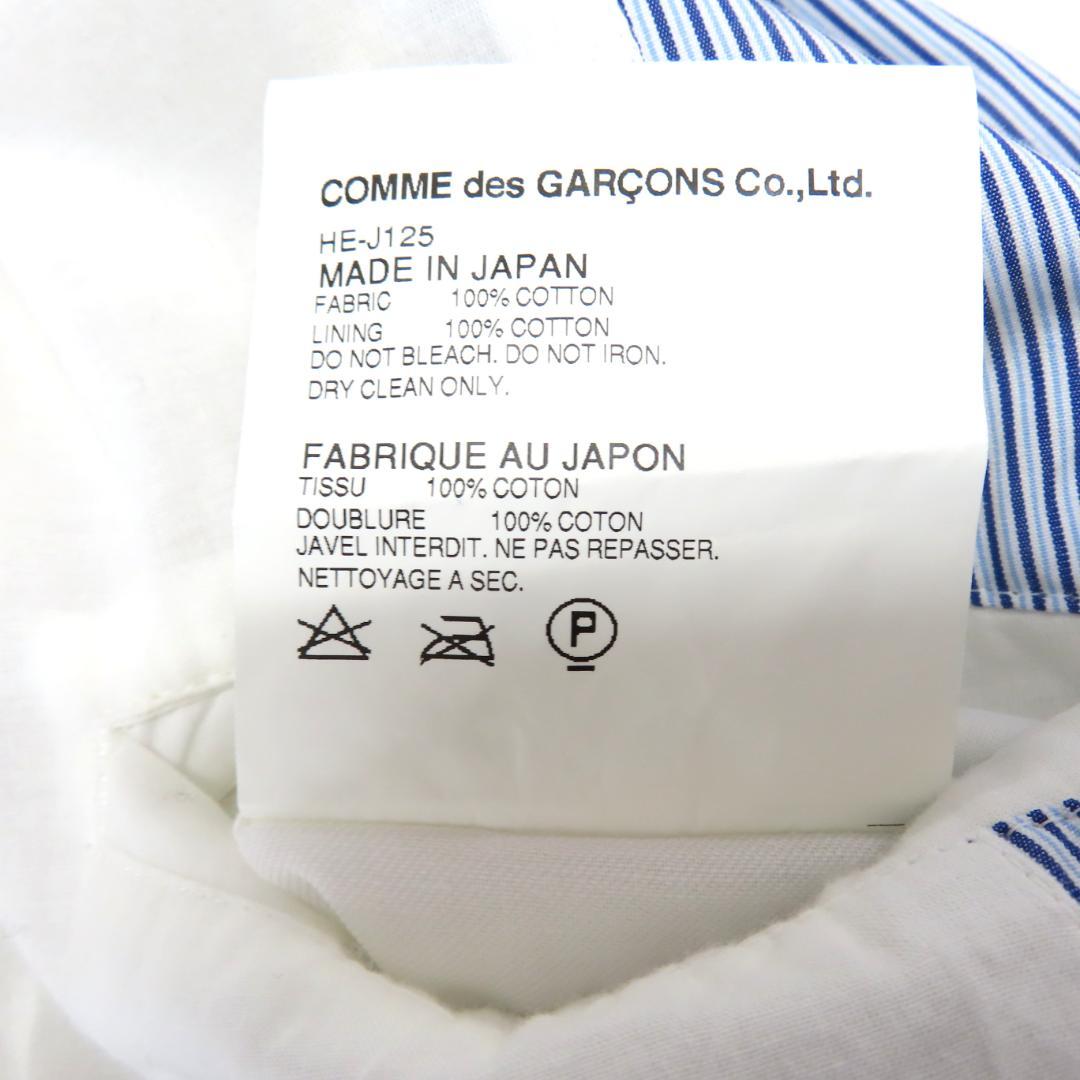 COMME des GARÇONS Co.,Ltd.
HE-J125
MADE IN JAPAN
FABRIC 100% COTTON
LINING 100% COTTON
DO NOT BLEACH. DO NOT IRON.
DRY CLEAN ONLY.
FABRIQUE AU JAPON
TISSU 100% COTON
DOUBLURE 100% COTON
JAVEL INTERDIT. NE PAS REPASSER.
NETTOYAGE A SEC.
P